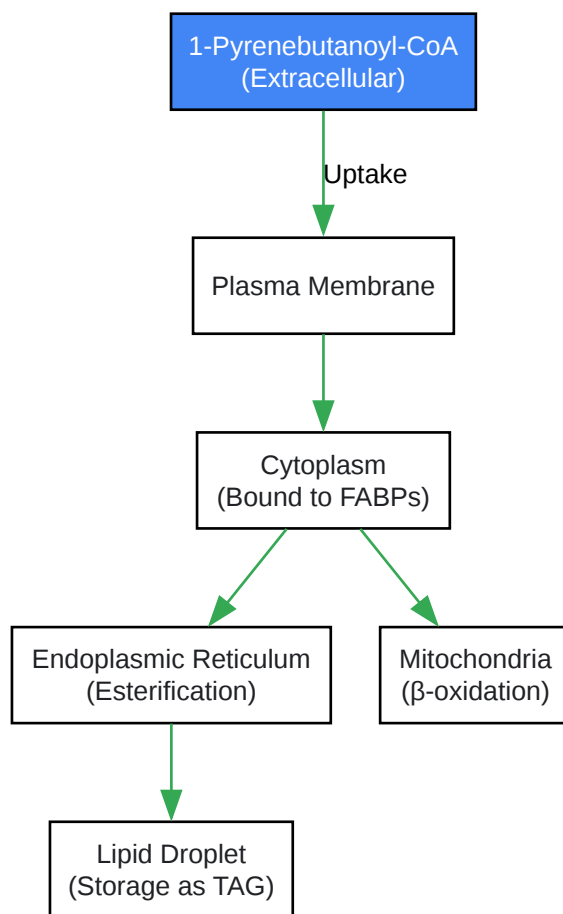 1-Pyrenebutanoyl-CoA
(Extracellular)
Uptake
Plasma Membrane
Cytoplasm
(Bound to FABPs)
Endoplasmic Reticulum
(Esterification)
Mitochondria
(β-oxidation)
Lipid Droplet
(Storage as TAG)